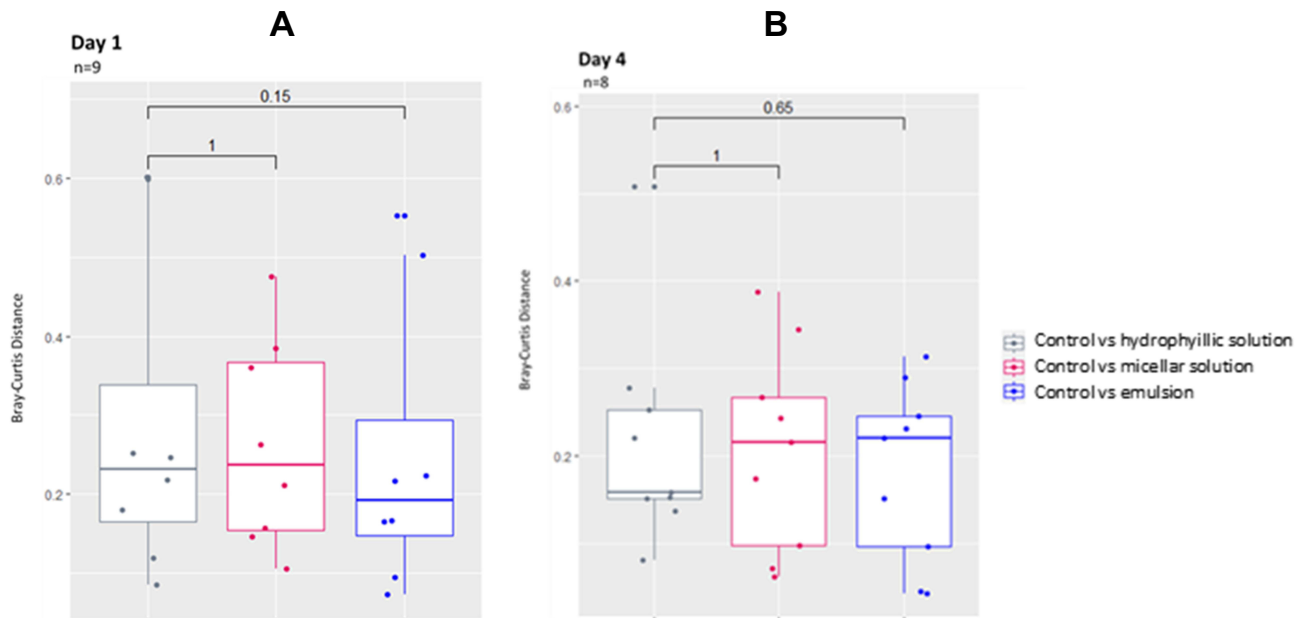 A
Day 1
n=9
0.15
1
0.6
0.4
0.2
Bray-Curtis Distance
B
Day 4
n=8
0.6
0.65
1
0.4
0.2
Bray-Curtis Distance
Control vs hydrophyillic solution
Control vs micellar solution
Control vs emulsion